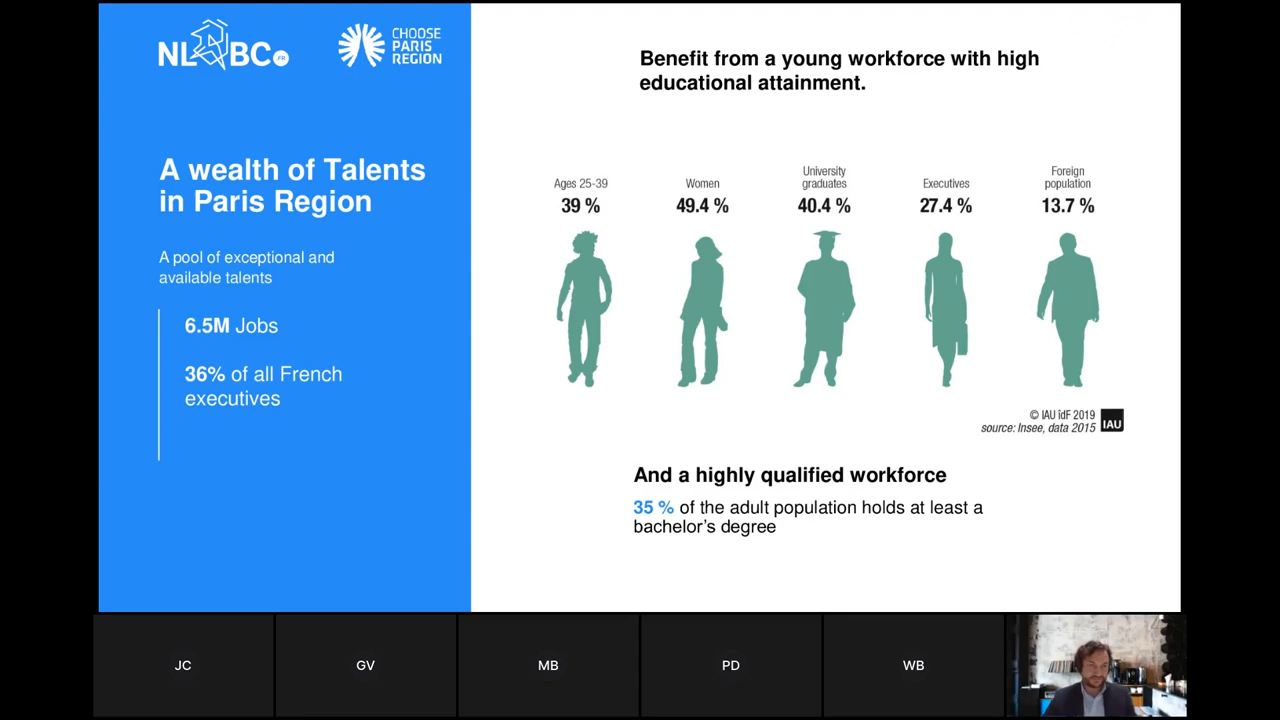 NL BC.FR
CHOOSE
PARIS
REGION
A wealth of Talents
in Paris Region
A pool of exceptional and
available talents
6.5M Jobs
36% of all French
executives
Benefit from a young workforce with high
educational attainment.
Ages 25-39
39 %
Women
49.4 %
University
graduates
40.4 %
Executives
27.4 %
Foreign
population
13.7 %
© IAU îdF 2019
source: Insee, data 2015
IAU
And a highly qualified workforce
35 % of the adult population holds at least a
bachelor’s degree
JC
GV
MB
PD
WB